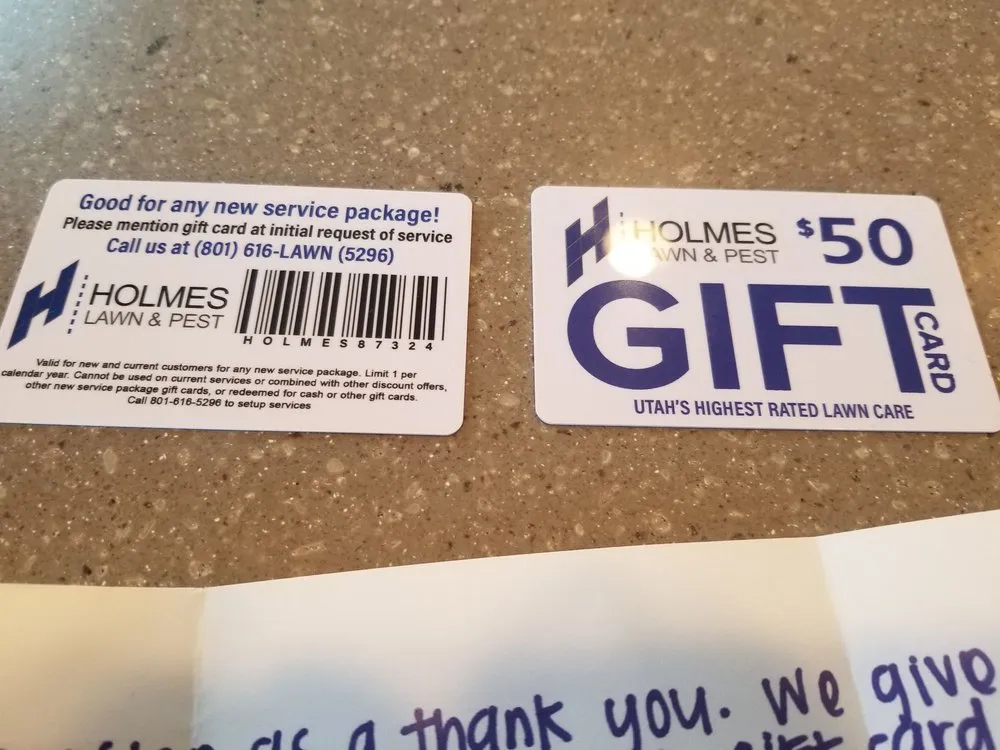 Good for any new service package!
Please mention gift card at initial request of service
Call us at (801) 616-LAWN (5296)
HOLMES
LAWN & PEST
HOLMES87324
Valid for new and current customers for any new service package. Limit 1 per
calendar year. Cannot be used on current services or combined with other discount offers,
other new service package gift cards, or redeemed for cash or other gift cards.
Call 801-616-5296 to setup services
HOLMES
LAWN & PEST
$50
GIFT
CARD
UTAH'S HIGHEST RATED LAWN CARE
as a thank you. We give
gift card